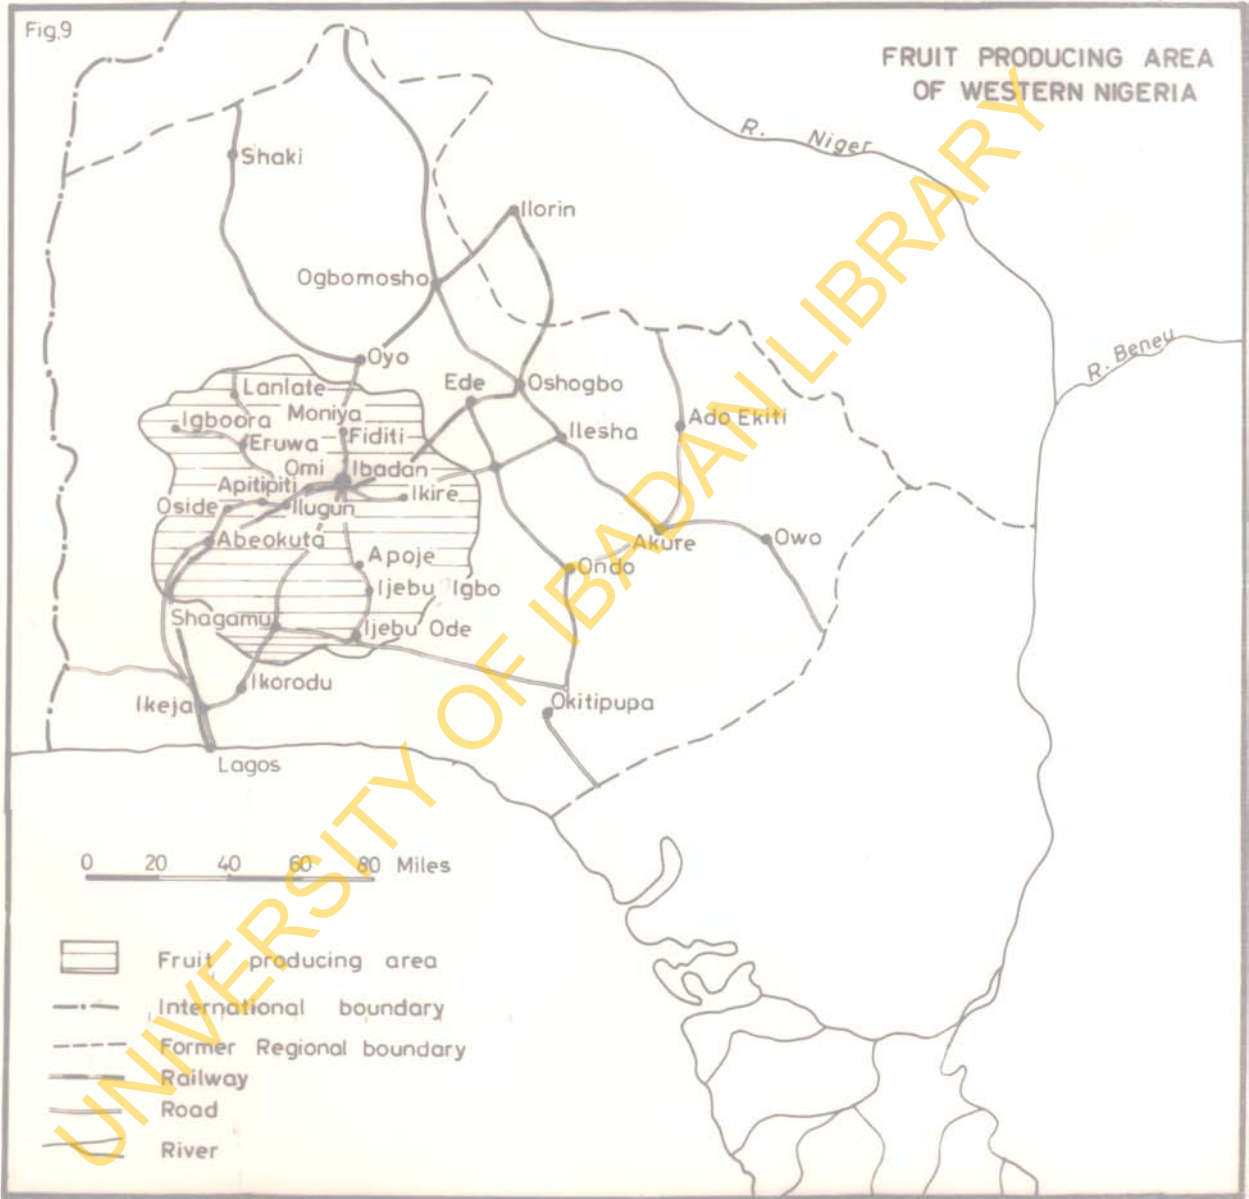 Fig.9
FRUIT PRODUCING AREA
OF WESTERN NIGERIA
R. Niger
Shaki
Ilorin
Ogbomosho
R. Beneu
Oyo
Lanlate
Ede
Oshogbo
Igboora
Moniya
Ado Ekiti
Eruwa
Fiditi
Ilesha
Omi
Ibadan
Apitipiti
Ikire
Oside
Ilugun
Abeokuta
Akure
Owo
Apoje
Ondo
Ijebu Igbo
Shagamu
Ijebu Ode
Ikorodu
Ikeja
Okitipupa
Lagos
0 20 40 60 80 Miles
Fruit producing area
International boundary
Former Regional boundary
Railway
Road
River
UNIVERSITY OF IBADAN LIBRARY